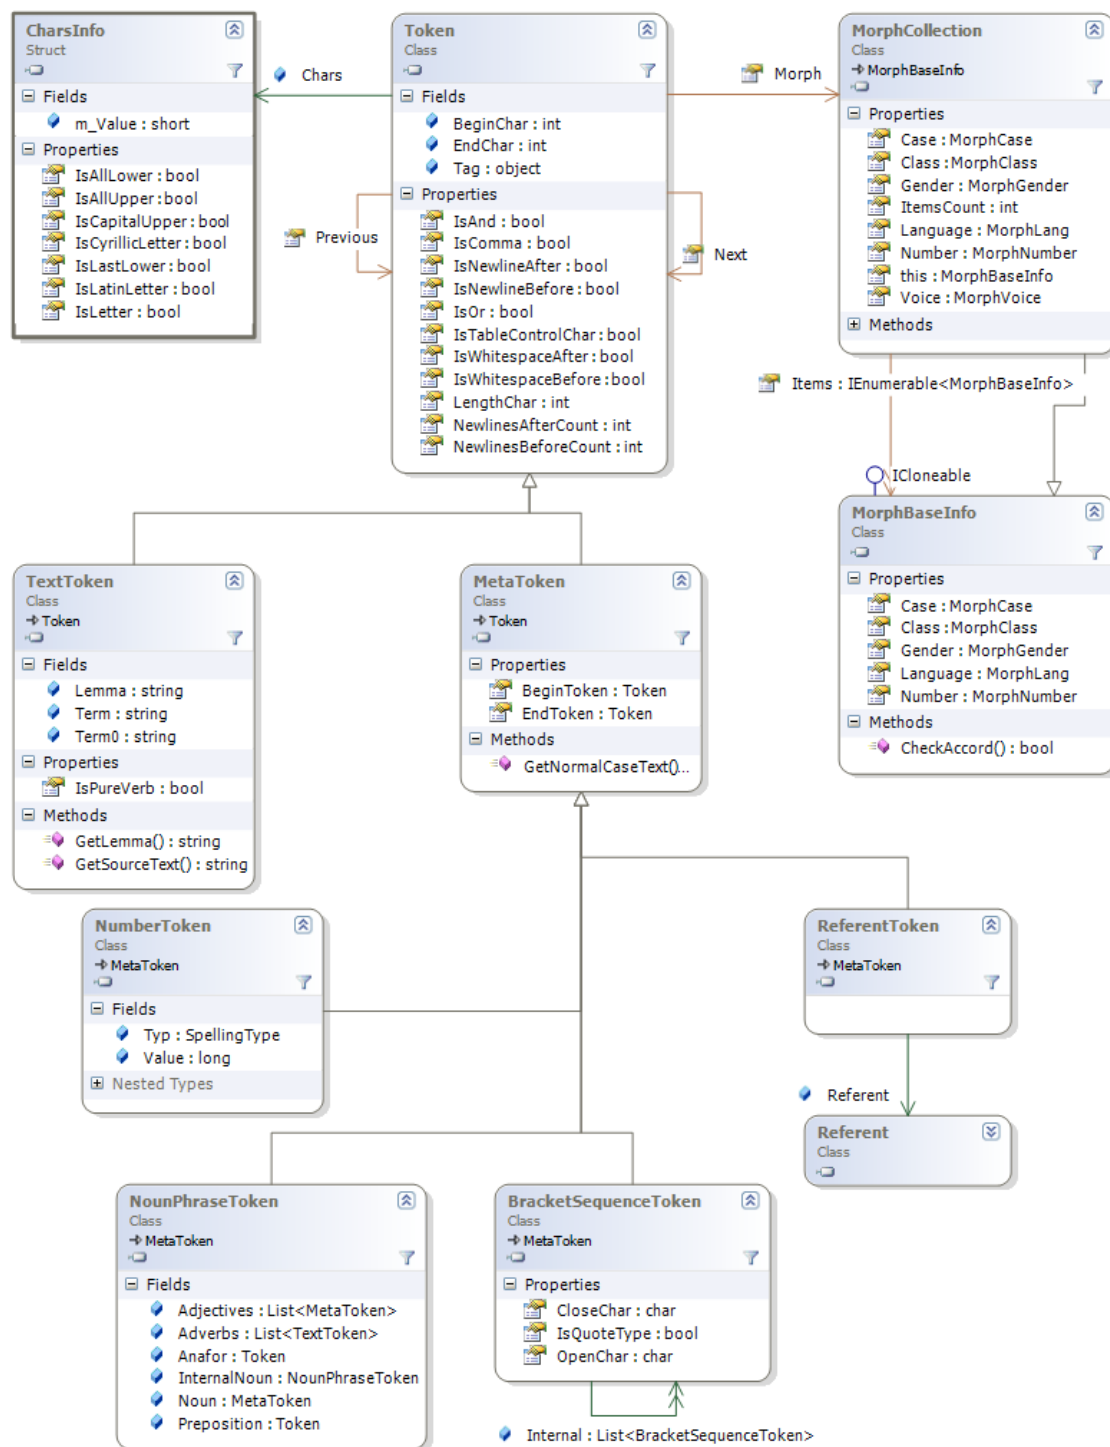 CharsInfo
Struct
Fields
m_Value : short
Properties
IsAllLower : bool
IsAllUpper : bool
IsCapitalUpper : bool
IsCyrillicLetter : bool
IsLastLower : bool
IsLatinLetter : bool
IsLetter : bool
Chars
Token
Class
Fields
BeginChar : int
EndChar : int
Tag : object
Properties
IsAnd : bool
IsComma : bool
IsNewlineAfter : bool
IsNewlineBefore : bool
IsOr : bool
IsTableControlChar : bool
IsWhitespaceAfter : bool
IsWhitespaceBefore : bool
LengthChar : int
NewlinesAfterCount : int
NewlinesBeforeCount : int
Previous
Next
Morph
MorphCollection
Class
MorphBaseInfo
Properties
Case : MorphCase
Class : MorphClass
Gender : MorphGender
ItemsCount : int
Language : MorphLang
Number : MorphNumber
this : MorphBaseInfo
Voice : MorphVoice
Methods
Items : IEnumerable<MorphBaseInfo>
ICloneable
MorphBaseInfo
Class
Properties
Case : MorphCase
Class : MorphClass
Gender : MorphGender
Language : MorphLang
Number : MorphNumber
Methods
CheckAccord() : bool
TextToken
Class
Token
Fields
Lemma : string
Term : string
Term0 : string
Properties
IsPureVerb : bool
Methods
GetLemma() : string
GetSourceText() : string
MetaToken
Class
Token
Properties
BeginToken : Token
EndToken : Token
Methods
GetNormalCaseText()...
NumberToken
Class
MetaToken
Fields
Typ : SpellingType
Value : long
Nested Types
ReferentToken
Class
MetaToken
Referent
Referent
Class
NounPhraseToken
Class
MetaToken
Fields
Adjectives : List<MetaToken>
Adverbs : List<TextToken>
Anafor : Token
InternalNoun : NounPhraseToken
Noun : MetaToken
Preposition : Token
BracketSequenceToken
Class
MetaToken
Properties
CloseChar : char
IsQuoteType : bool
OpenChar : char
Internal : List<BracketSequenceToken>